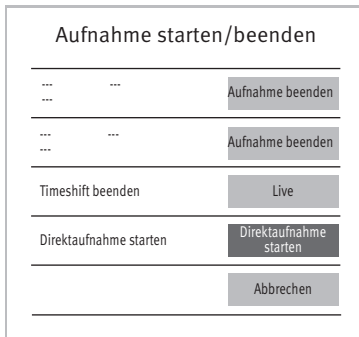 Aufnahme starten/beenden
--- ---
---
Aufnahme beenden
--- ---
---
Aufnahme beenden
Timeshift beenden
Live
Direktaufnahme starten
Direktaufnahme
starten
Abbrechen